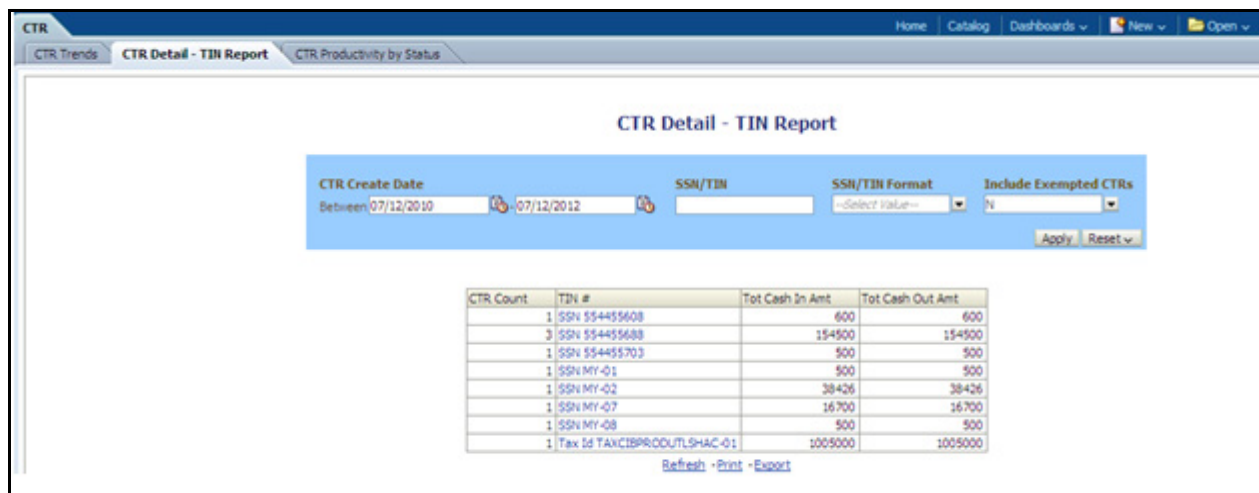 CTR
Home Catalog Dashboards New Open
CTR Trends CTR Detail - TIN Report CTR Productivity by Status
CTR Detail - TIN Report
CTR Create Date SSN/TIN SSN/TIN Format Include Exempted CTRs
Between 07/12/2010 - 07/12/2012 --Select Value-- N
Apply Reset
CTR Count TIN # Tot Cash In Amt Tot Cash Out Amt
1 SSN 554455608 600 600
3 SSN 554455688 154500 154500
1 SSN 554455703 500 500
1 SSN MY-01 500 500
1 SSN MY-02 38426 38426
1 SSN MY-07 16700 16700
1 SSN MY-08 500 500
1 Tax Id TAXCIBPRODUTLSHAC-01 1005000 1005000
Refresh - Print - Export